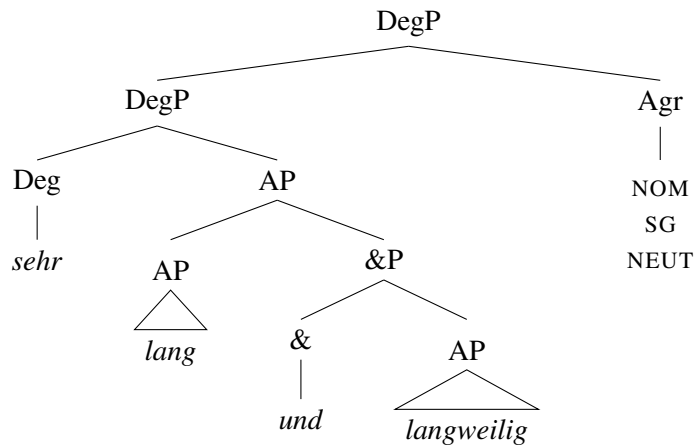 DegP
DegP Agr
Deg AP NOM
sehr AP &P SG
lang & AP NEUT
und langweilig